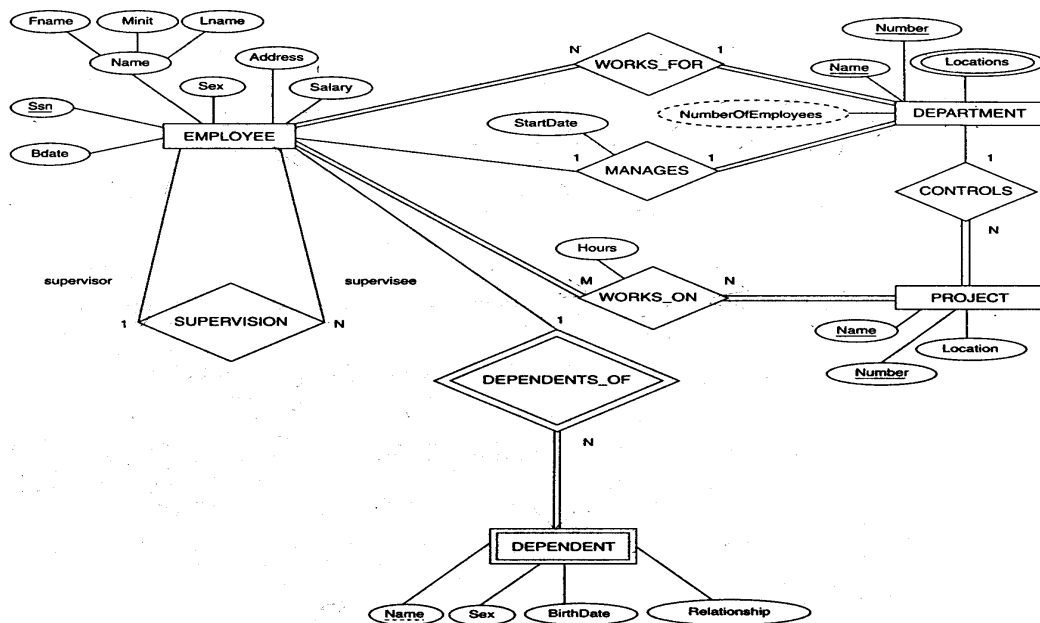 Fname Minit Lname
Number
Name Address N WORKS_FOR 1 Name Locations
Sex Salary
Ssn StartDate NumberOfEmployees DEPARTMENT
EMPLOYEE
Bdate 1 MANAGES 1 1
CONTROLS
N
Hours
supervisor supervisee M WORKS_ON N PROJECT
1 SUPERVISION N 1 Name
Location
Number
DEPENDENTS_OF
N
DEPENDENT
Name Sex BirthDate Relationship